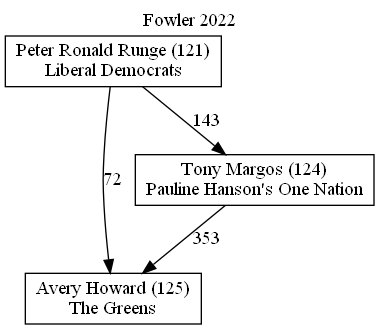 Fowler 2022
Peter Ronald Runge (121)
Liberal Democrats
143
72
Tony Margos (124)
Pauline Hanson's One Nation
353
Avery Howard (125)
The Greens